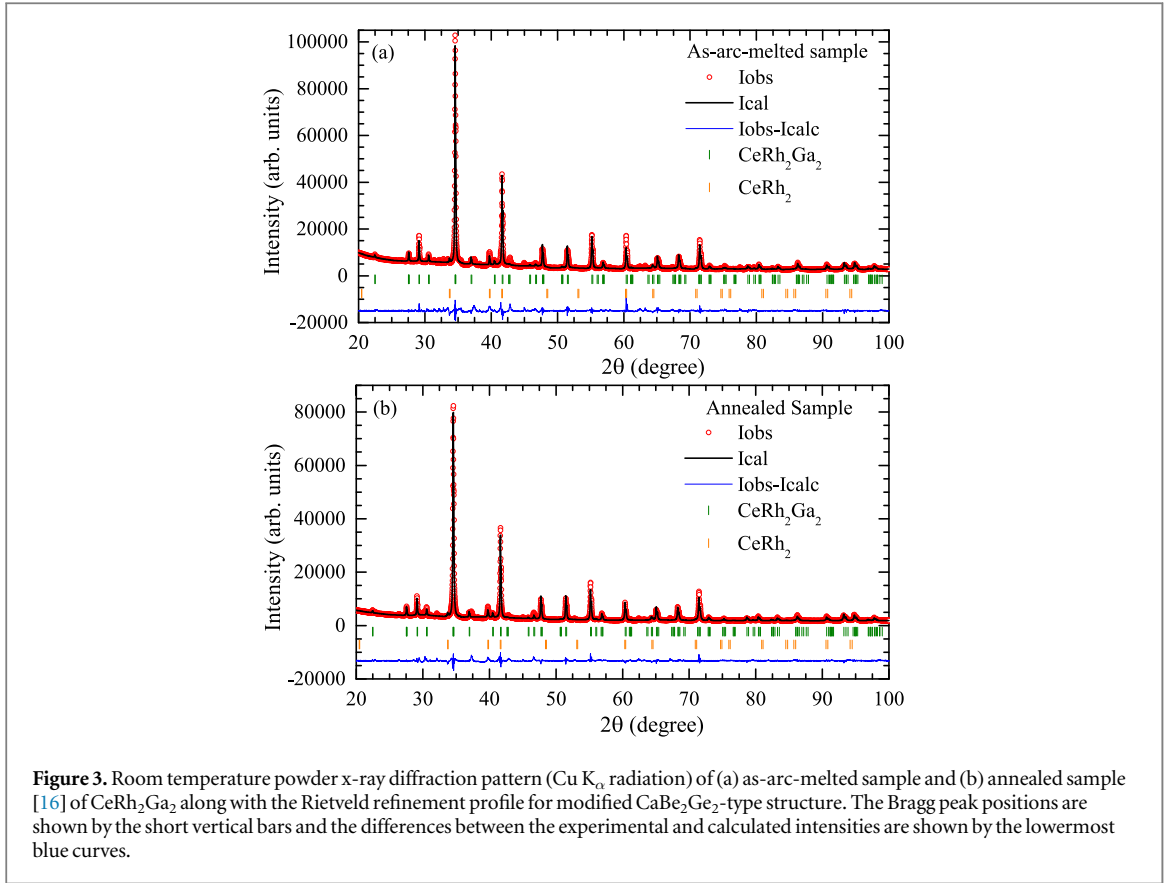 (a)
As-arc-melted sample
Iobs
Ical
Iobs-Icalc
CeRh₂Ga₂
CeRh₂
Intensity (arb. units)
100000
80000
60000
40000
20000
0
-20000
20 30 40 50 60 70 80 90 100
2θ (degree)
(b)
Annealed Sample
Iobs
Ical
Iobs-Icalc
CeRh₂Ga₂
CeRh₂
Intensity (arb. units)
80000
60000
40000
20000
0
-20000
20 30 40 50 60 70 80 90 100
2θ (degree)
Figure 3. Room temperature powder x-ray diffraction pattern (Cu Kα radiation) of (a) as-arc-melted sample and (b) annealed sample
[16] of CeRh₂Ga₂ along with the Rietveld refinement profile for modified CaBe₂Ge₂-type structure. The Bragg peak positions are
shown by the short vertical bars and the differences between the experimental and calculated intensities are shown by the lowermost
blue curves.